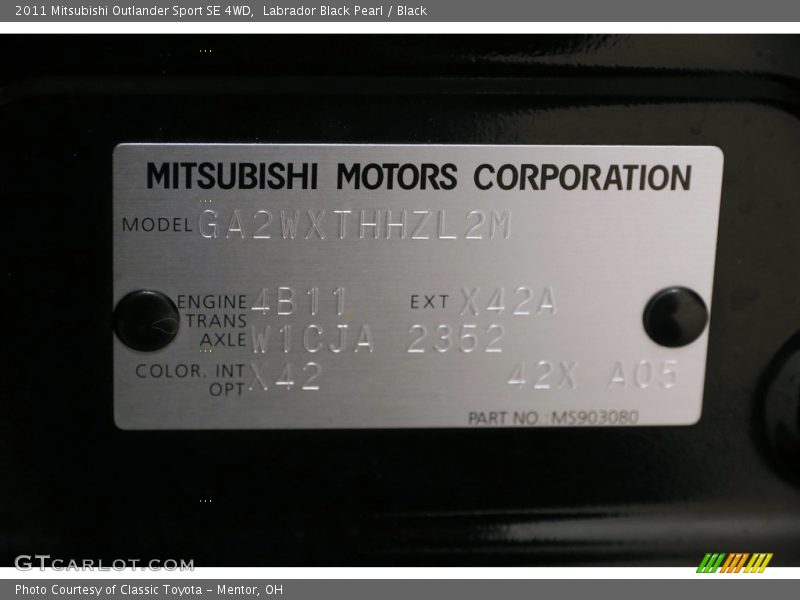 2011 Mitsubishi Outlander Sport SE 4WD, Labrador Black Pearl / Black
MITSUBISHI MOTORS CORPORATION
MODEL GA2WXTHHZL2M
ENGINE 4B11 EXT X42A
TRANS
AXLE W1CJA 2352
COLOR. INT
OPT X42 42X A05
PART NO.: MS903080
GTCARLOT.COM
Photo Courtesy of Classic Toyota - Mentor, OH